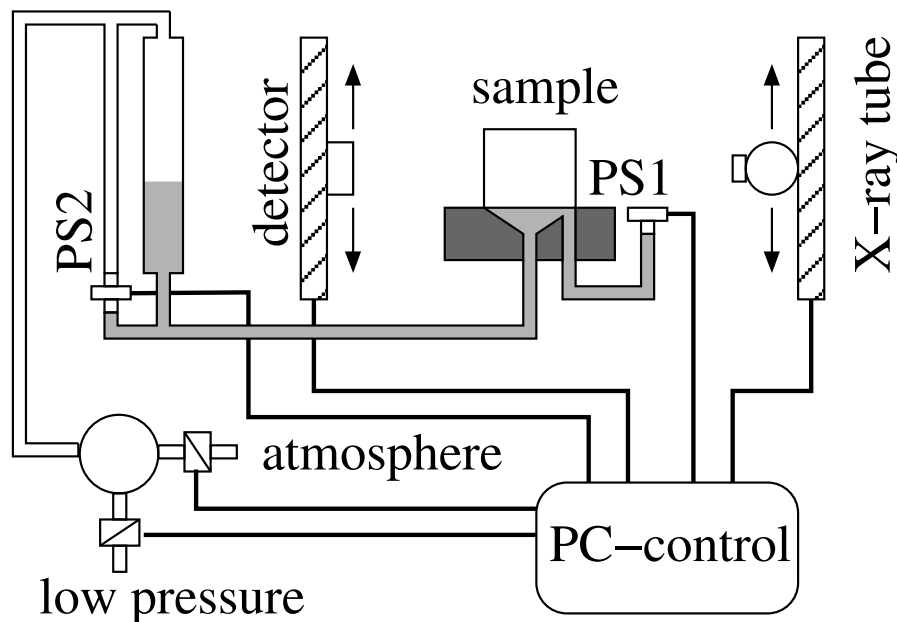 sample
PS1
detector
PS2
X−ray tube
atmosphere
PC−control
low pressure